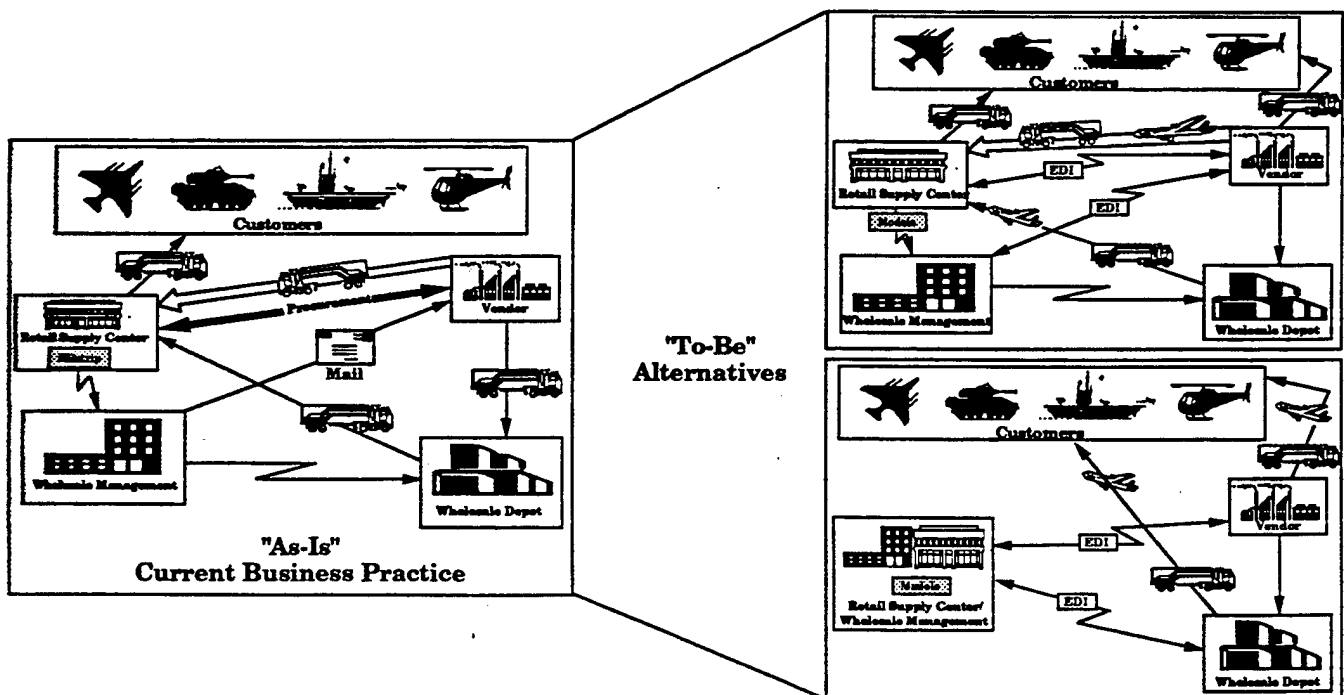 Customers
Procurement
Vendor
Retail Supply Center
Mail
Wholesale Management
Wholesale Depot
"As-Is"
Current Business Practice
"To-Be"
Alternatives
Customers
Vendor
EDI
Retail Supply Center
EDI
Models
Wholesale Management
Wholesale Depot
Customers
Vendor
EDI
Models
Retail Supply Center/
Wholesale Management
EDI
Wholesale Depot